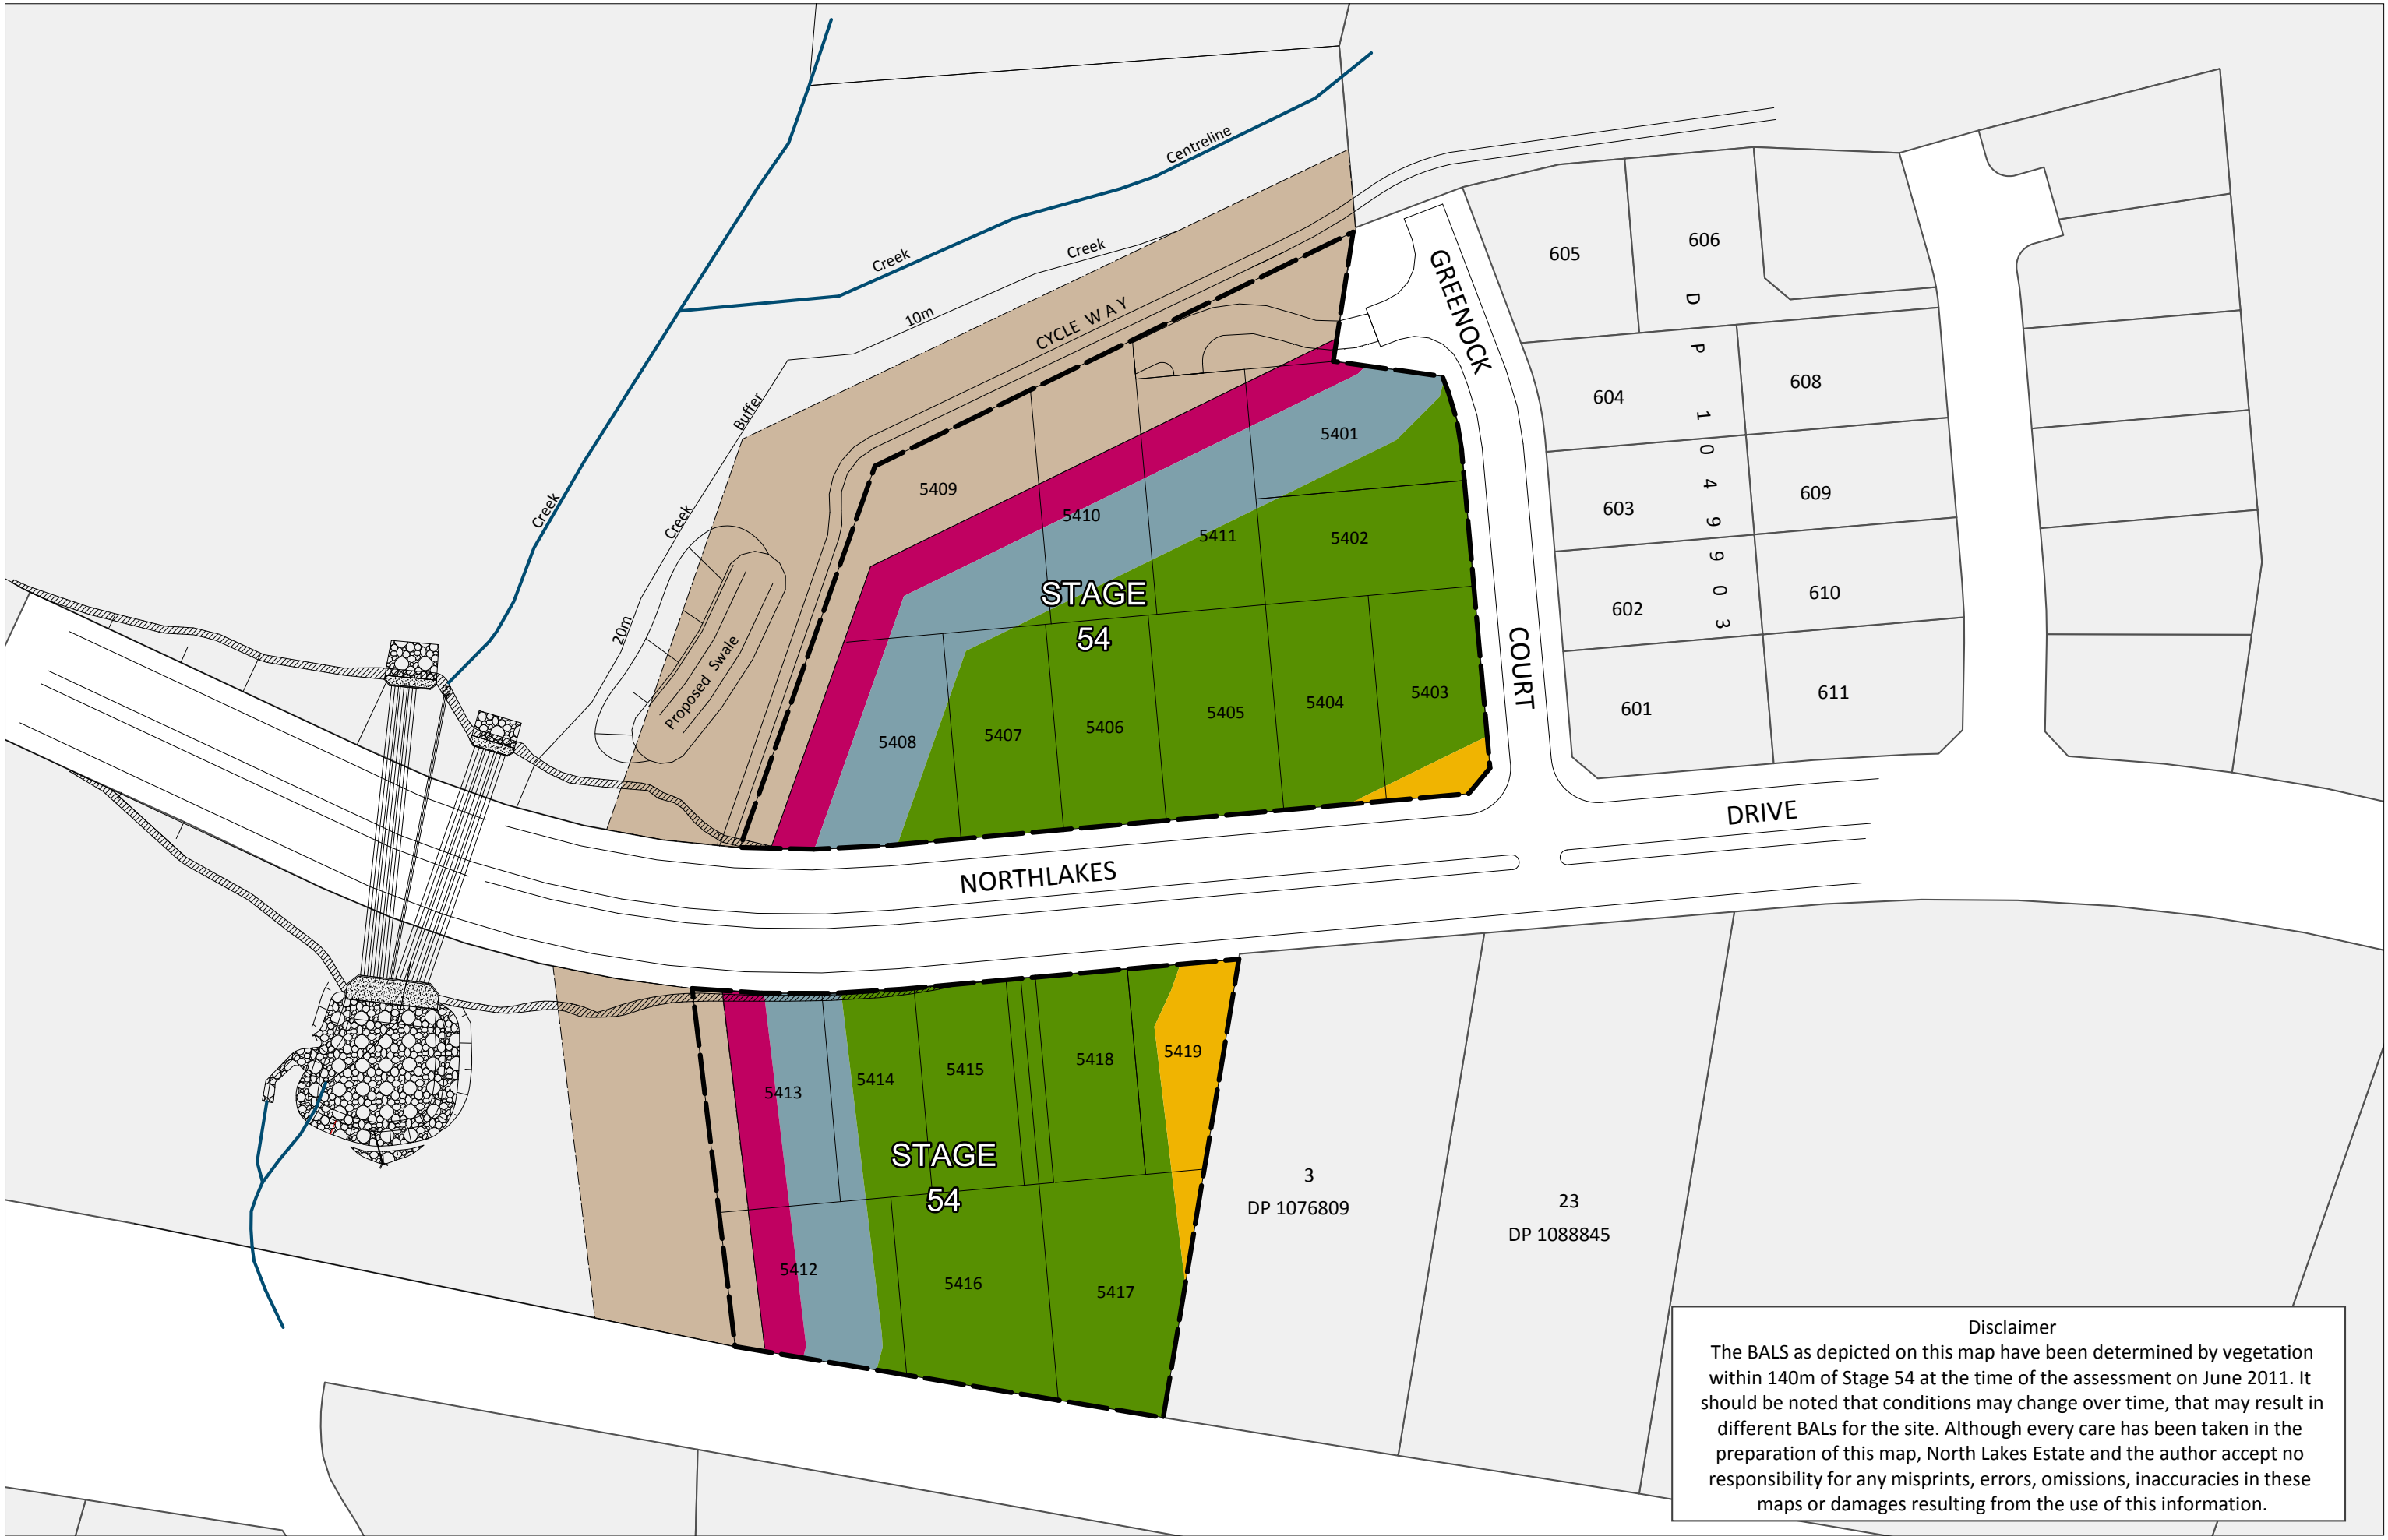 Centreline
Creek
Creek
10m
CYCLE WAY
Buffer
Creek
Creek
20m
Proposed Swale
GREENOCK
COURT
605
606
604
608
603
609
602
610
601
611
D P 1049903
5401
5409
5410
5411
5402
STAGE
54
5408
5407
5406
5405
5404
5403
NORTHLAKES
DRIVE
5413
5414
5415
5418
5419
STAGE
54
5412
5416
5417
3
DP 1076809
23
DP 1088845
Disclaimer
The BALS as depicted on this map have been determined by vegetation
within 140m of Stage 54 at the time of the assessment on June 2011. It
should be noted that conditions may change over time, that may result in
different BALs for the site. Although every care has been taken in the
preparation of this map, North Lakes Estate and the author accept no
responsibility for any misprints, errors, omissions, inaccuracies in these
maps or damages resulting from the use of this information.